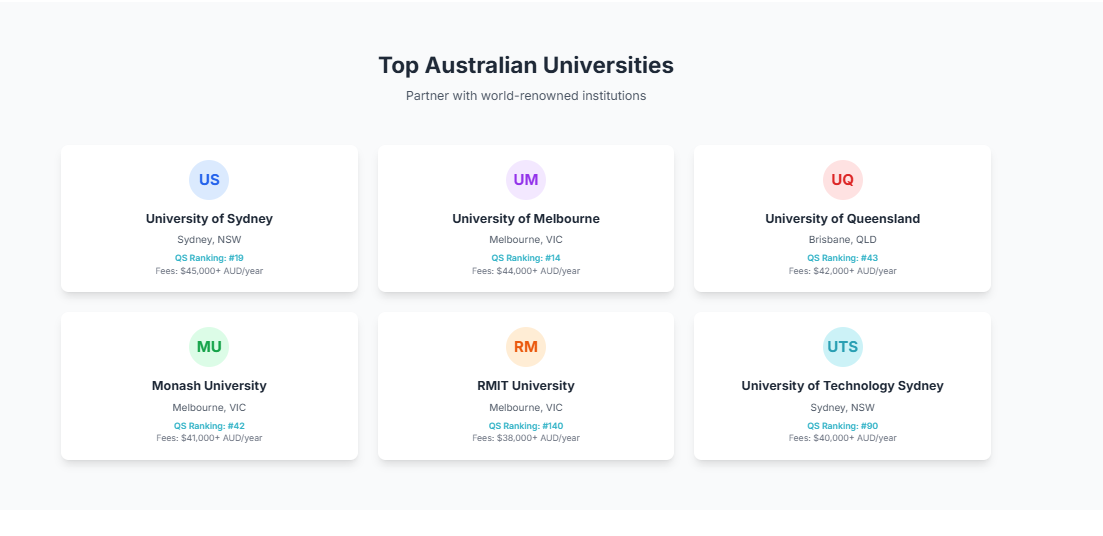 Top Australian Universities
Partner with world-renowned institutions
US
University of Sydney
Sydney, NSW
QS Ranking: #19
Fees: $45,000+ AUD/year
UM
University of Melbourne
Melbourne, VIC
QS Ranking: #14
Fees: $44,000+ AUD/year
UQ
University of Queensland
Brisbane, QLD
QS Ranking: #43
Fees: $42,000+ AUD/year
MU
Monash University
Melbourne, VIC
QS Ranking: #42
Fees: $41,000+ AUD/year
RM
RMIT University
Melbourne, VIC
QS Ranking: #140
Fees: $38,000+ AUD/year
UTS
University of Technology Sydney
Sydney, NSW
QS Ranking: #90
Fees: $40,000+ AUD/year